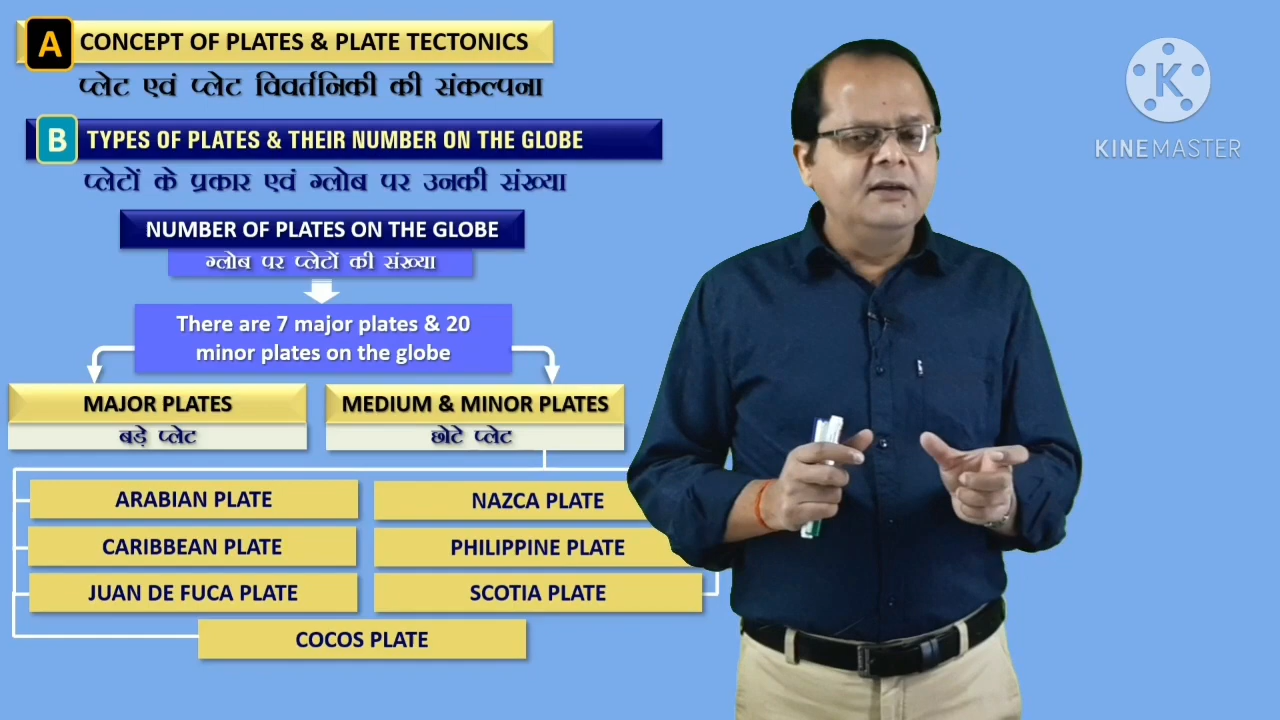 A CONCEPT OF PLATES & PLATE TECTONICS
प्लेट एवं प्लेट विवर्तनिकी की संकल्पना
B TYPES OF PLATES & THEIR NUMBER ON THE GLOBE
प्लेटों के प्रकार एवं ग्लोब पर उनकी संख्या
NUMBER OF PLATES ON THE GLOBE
ग्लोब पर प्लेटों की संख्या
There are 7 major plates & 20
minor plates on the globe
MAJOR PLATES
बड़े प्लेट
MEDIUM & MINOR PLATES
छोटे प्लेट
ARABIAN PLATE
NAZCA PLATE
CARIBBEAN PLATE
PHILIPPINE PLATE
JUAN DE FUCA PLATE
SCOTIA PLATE
COCOS PLATE
K
KINEMASTER